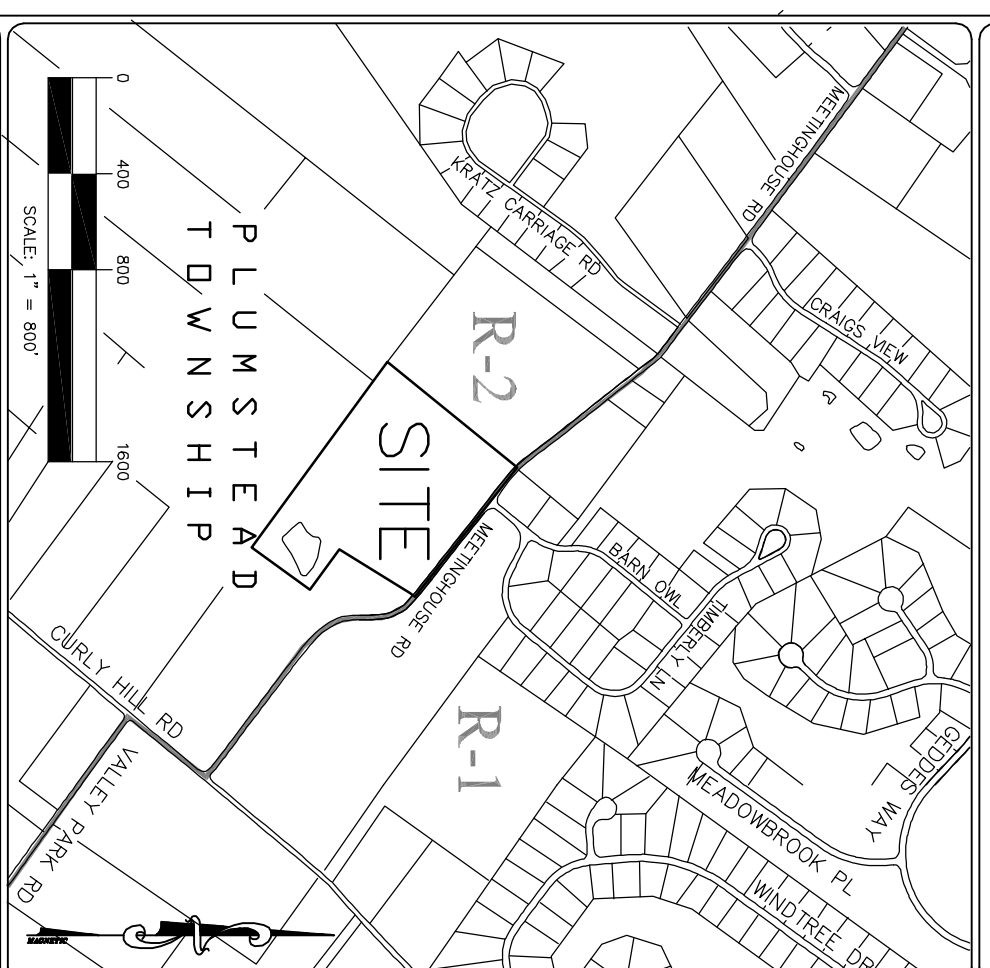 MEETINGHOUSE RD
KRATZ CARRIAGE RD
CRAIGS VIEW
0
400
800
1600
SCALE: 1" = 800'
PLUMSTEAD
TOWNSHIP
R-2
SITE
MEETINGHOUSE RD
BARN OWL
TIMBERLY LN
R-1
GEDDES WAY
MEADOWBROOK PL
WINDTREE DR
CURLY HILL RD
VALLEY PARK RD
N
MAGNETIC